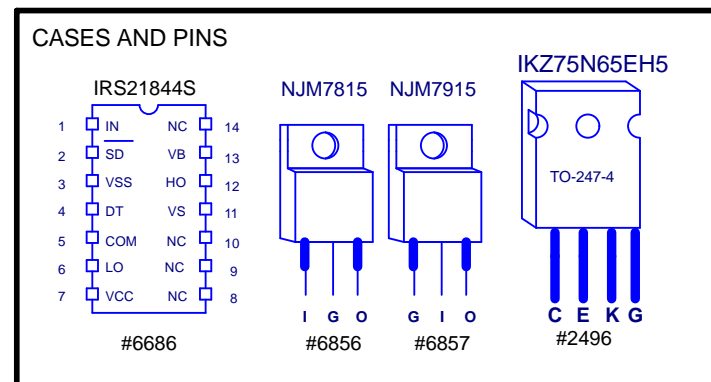 CASES AND PINS
IRS21844S
1 IN NC 14
2 SD VB 13
3 VSS HO 12
4 DT VS 11
5 COM NC 10
6 LO NC 9
7 VCC NC 8
#6686
NJM7815
I G O
#6856
NJM7915
G I O
#6857
IKZ75N65EH5
TO-247-4
C E K G
#2496